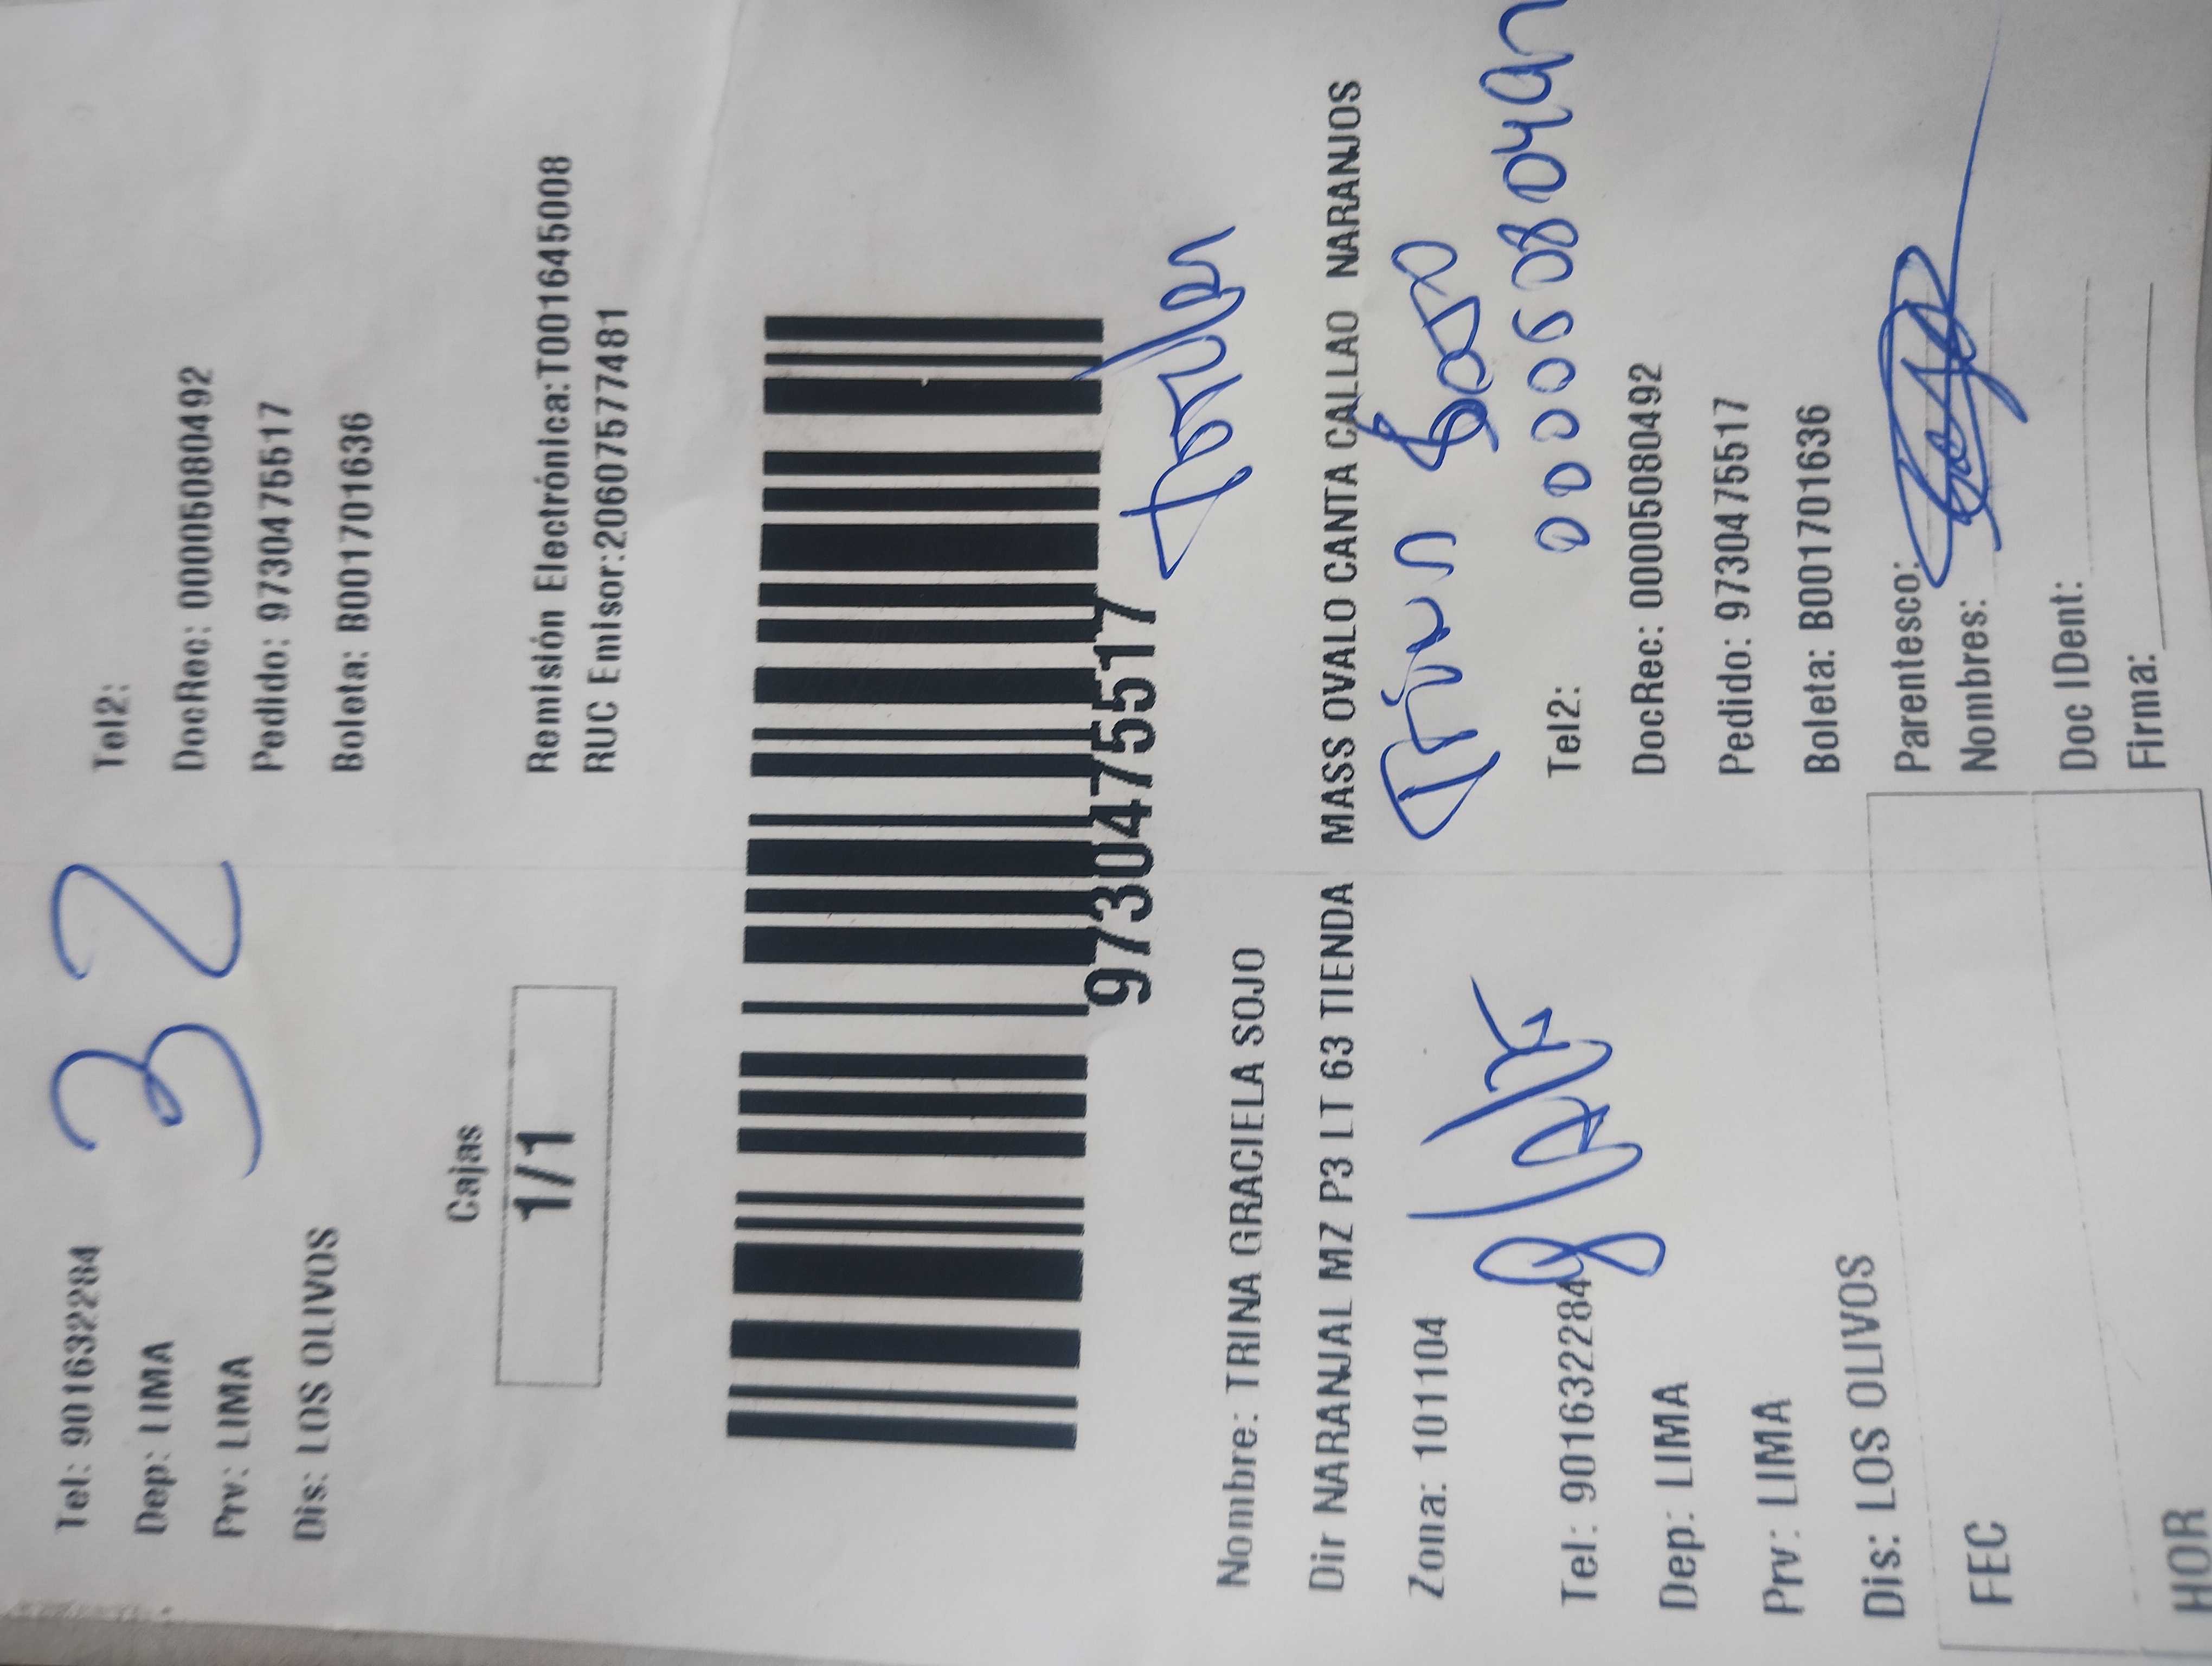 Tel: 901632284
Tel2:
32
Dep: LIMA
DocRec: 00005080492
Prv: LIMA
Pedido: 9730475517
Dis: LOS OLIVOS
Boleta: B001701636
Cajas
1/1
Remisión Electrónica:T001645008
RUC Emisor:20607577481
9730475517
Nombre: TRINA GRACIELA SOJO
Dir NARANJAL MZ P3 LT 63 TIENDA MASS OVALO CANTA CALLAO NARANJOS
Zona: 101104
Tel: 901632284
Tel2:
Dep: LIMA
DocRec: 00005080492
Prv: LIMA
Pedido: 9730475517
Dis: LOS OLIVOS
Boleta: B001701636
FEC
Parentesco:
Nombres:
Doc IDent:
HOR
Firma: